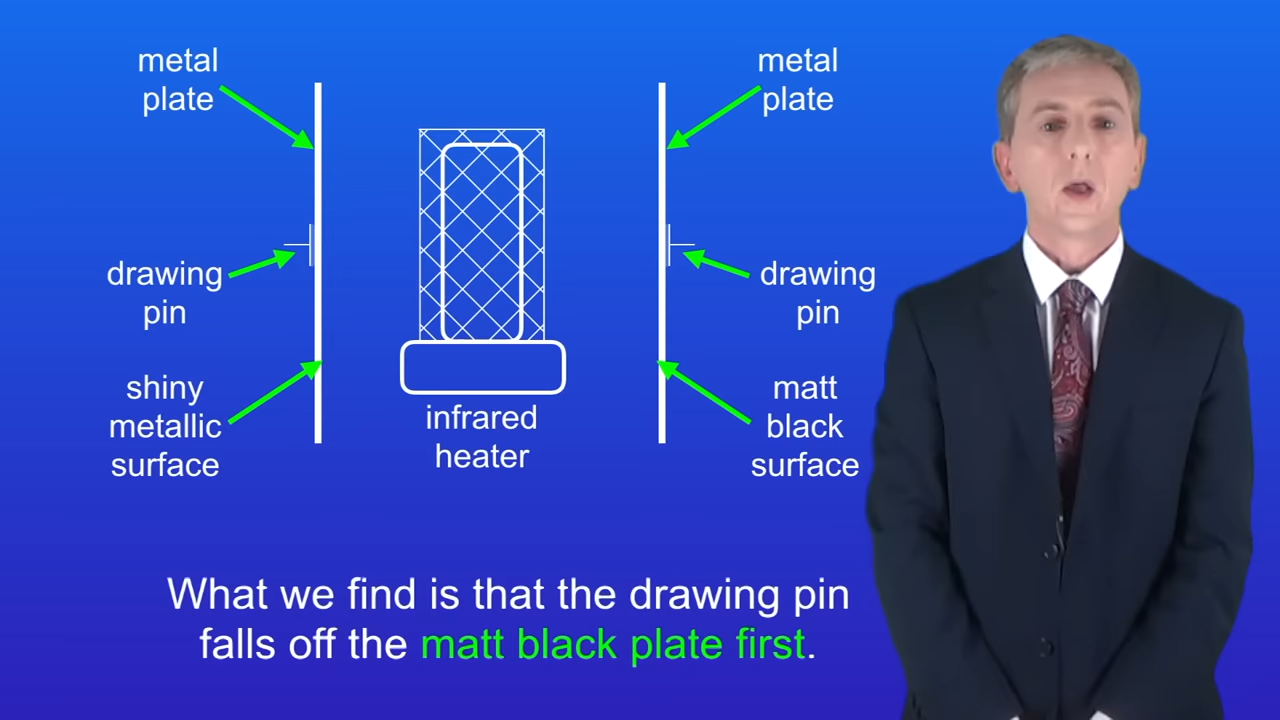 metal
plate
metal
plate
drawing
pin
drawing
pin
shiny
metallic
surface
matt
black
surface
infrared
heater
What we find is that the drawing pin
falls off the matt black plate first.